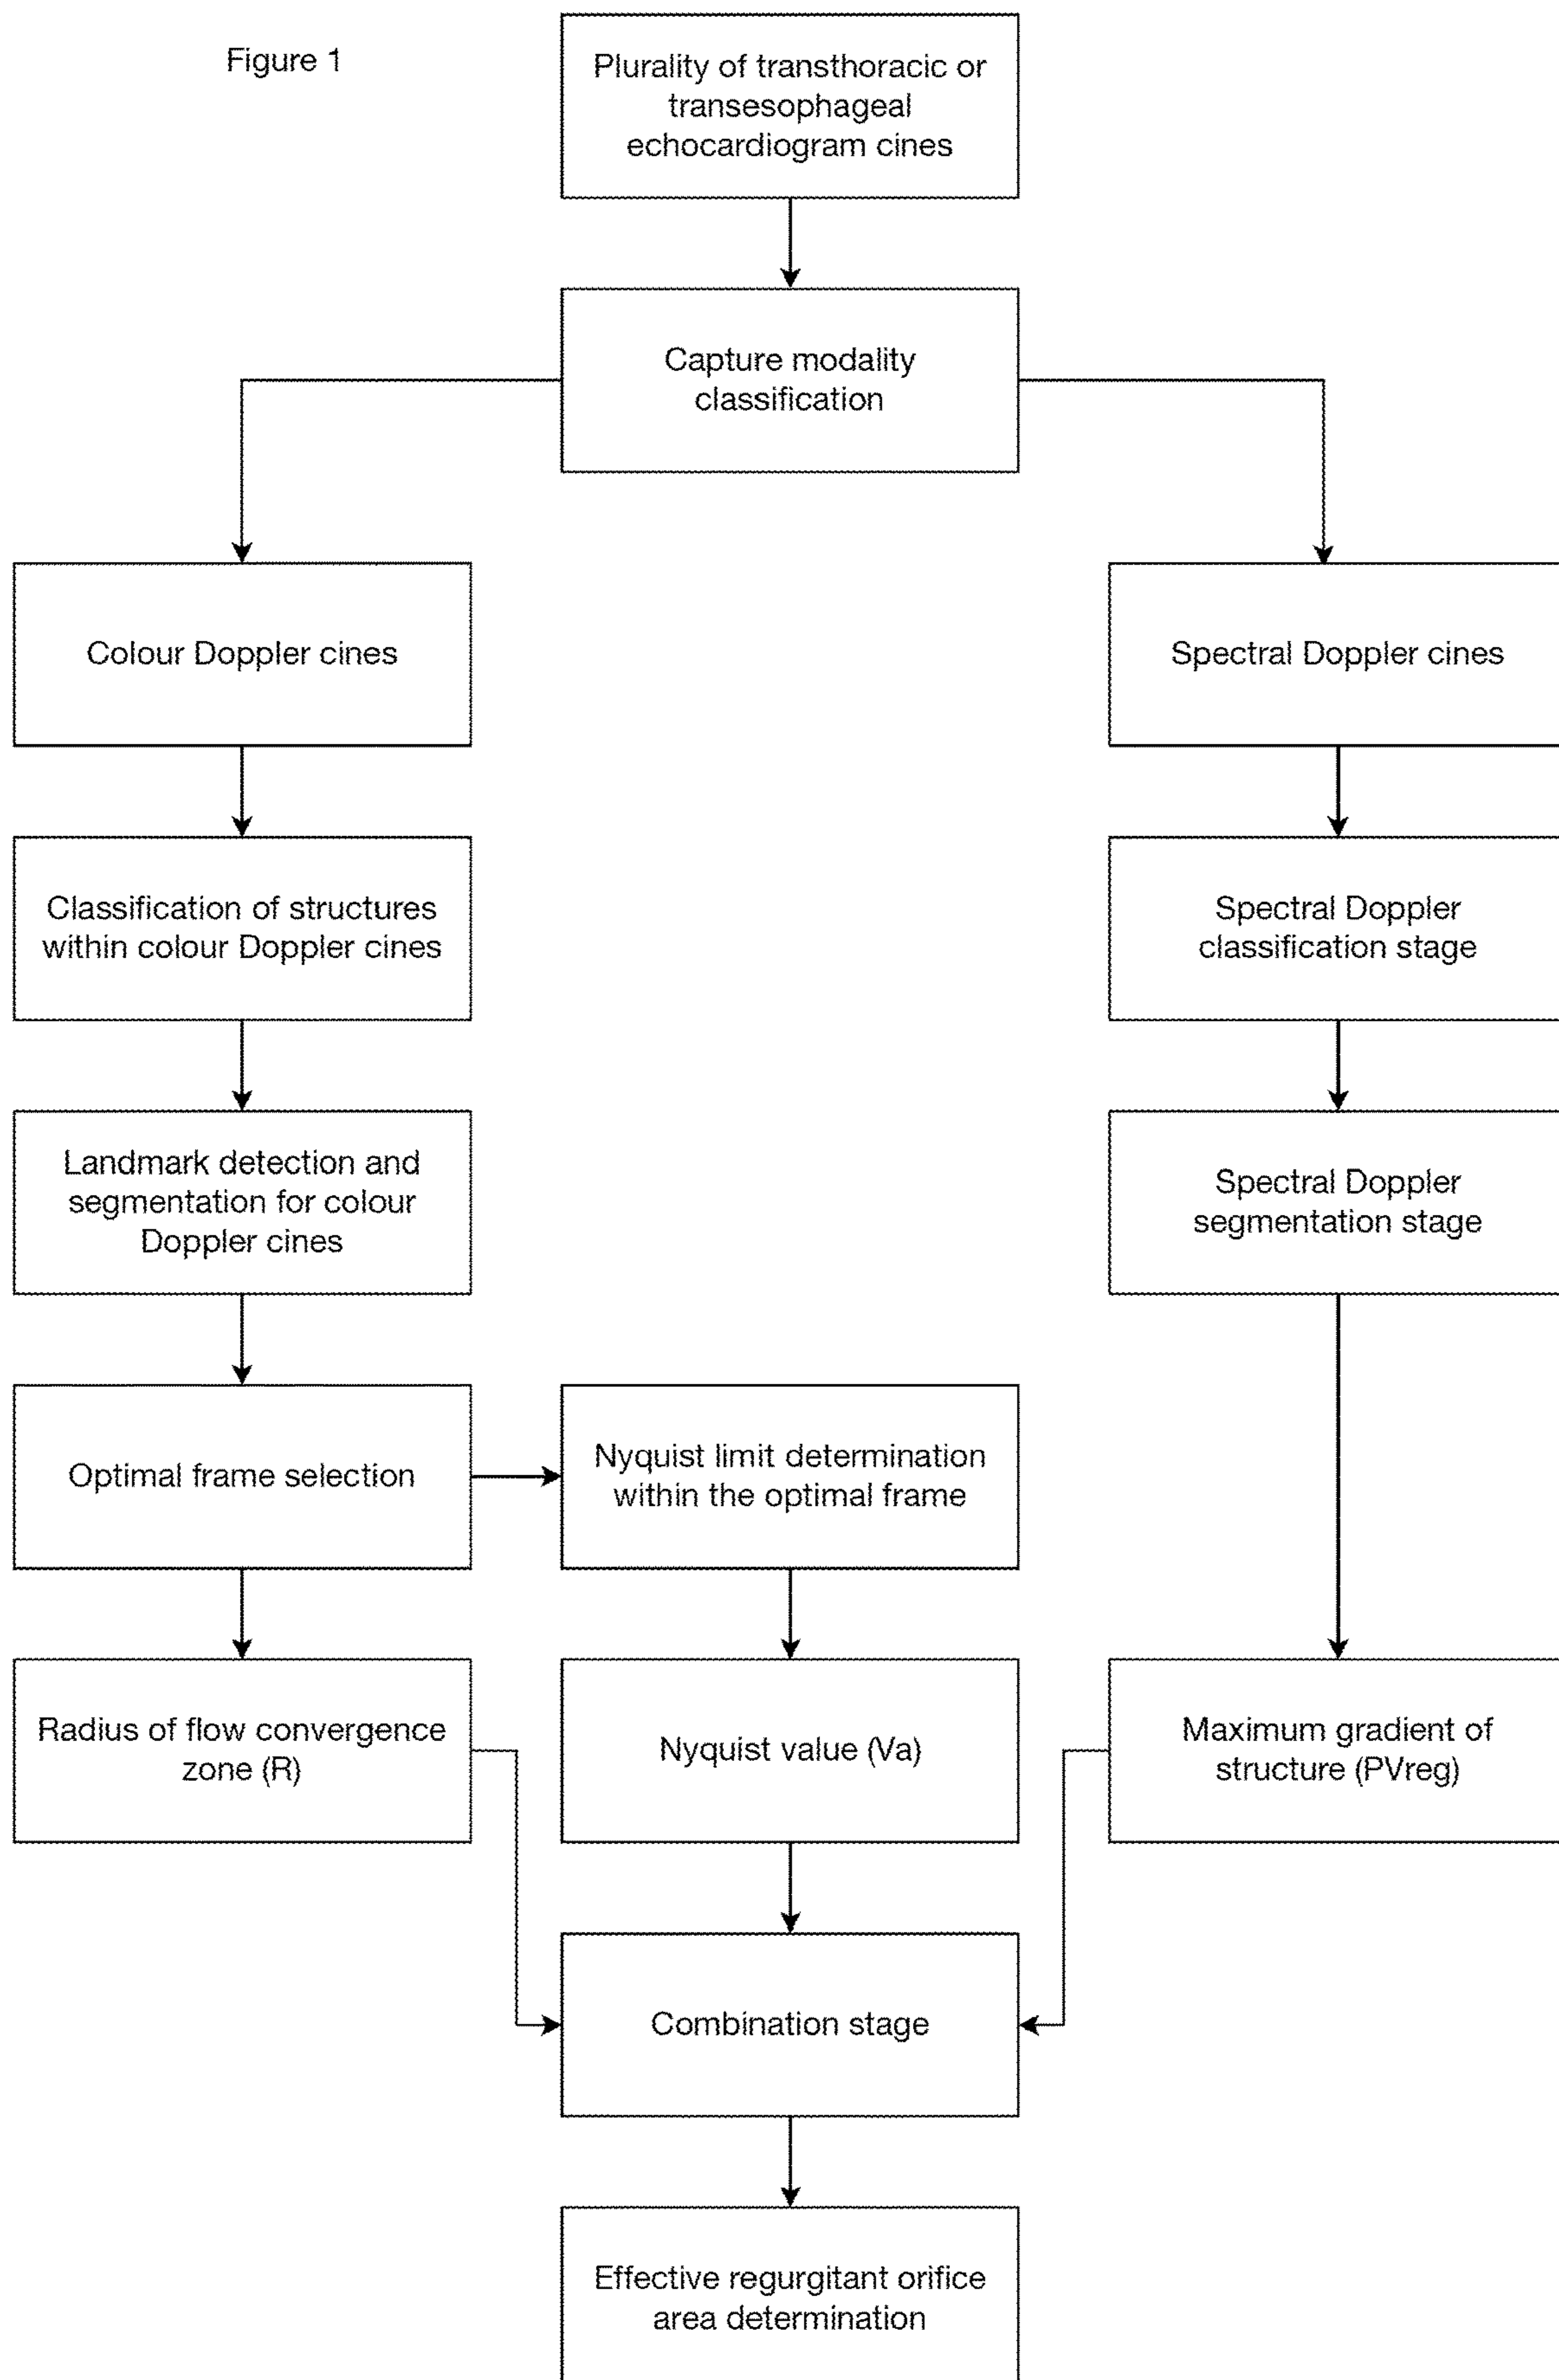 Figure 1
Plurality of transthoracic or
transesophageal
echocardiogram cines
Capture modality
classification
Colour Doppler cines
Spectral Doppler cines
Classification of structures
within colour Doppler cines
Spectral Doppler
classification stage
Landmark detection and
segmentation for colour
Doppler cines
Spectral Doppler
segmentation stage
Optimal frame selection
Nyquist limit determination
within the optimal frame
Radius of flow convergence
zone (R)
Nyquist value (Va)
Maximum gradient of
structure (PVreg)
Combination stage
Effective regurgitant orifice
area determination